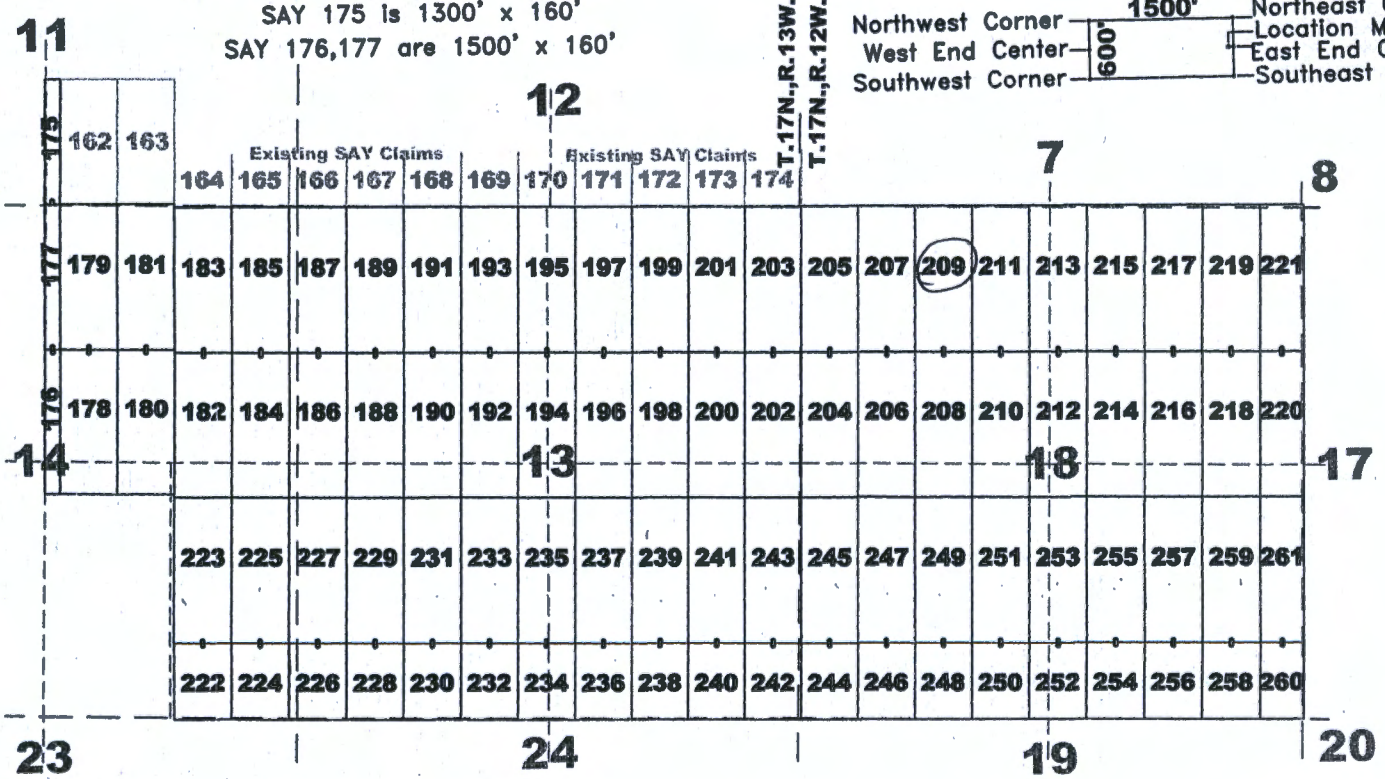 SAY 175 is 1300' x 160'
SAY 176,177 are 1500' x 160'
11
12
T.17N.,R.13W.
T.17N.,R.12W.
1500'
600'
Northwest Corner
West End Center
Southwest Corner
Northeast
Location
East End
Southeast
7
8
175 162 163
Existing SAY Claims Existing SAY Claims
164 165 166 167 168 169 170 171 172 173 174
177 179 181 183 185 187 189 191 193 195 197 199 201 203 205 207 209 211 213 215 217 219 221
176 178 180 182 184 186 188 190 192 194 196 198 200 202 204 206 208 210 212 214 216 218 220
14 13 18 17
223 225 227 229 231 233 235 237 239 241 243 245 247 249 251 253 255 257 259 261
222 224 226 228 230 232 234 236 238 240 242 244 246 248 250 252 254 256 258 260
23 24 19 20